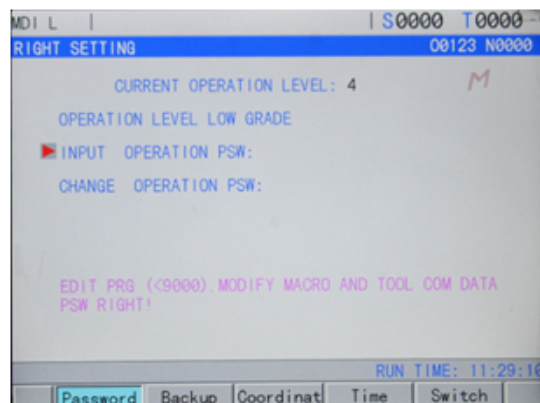 MDI L | S0000 T0000
RIGHT SETTING O0123 N0000
CURRENT OPERATION LEVEL: 4
M
OPERATION LEVEL LOW GRADE
INPUT OPERATION PSW:
CHANGE OPERATION PSW:
EDIT PRG (<9000).MODIFY MACRO AND TOOL COM DATA
PSW RIGHT!
RUN TIME: 11:29:16
Password Backup Coordinat Time Switch